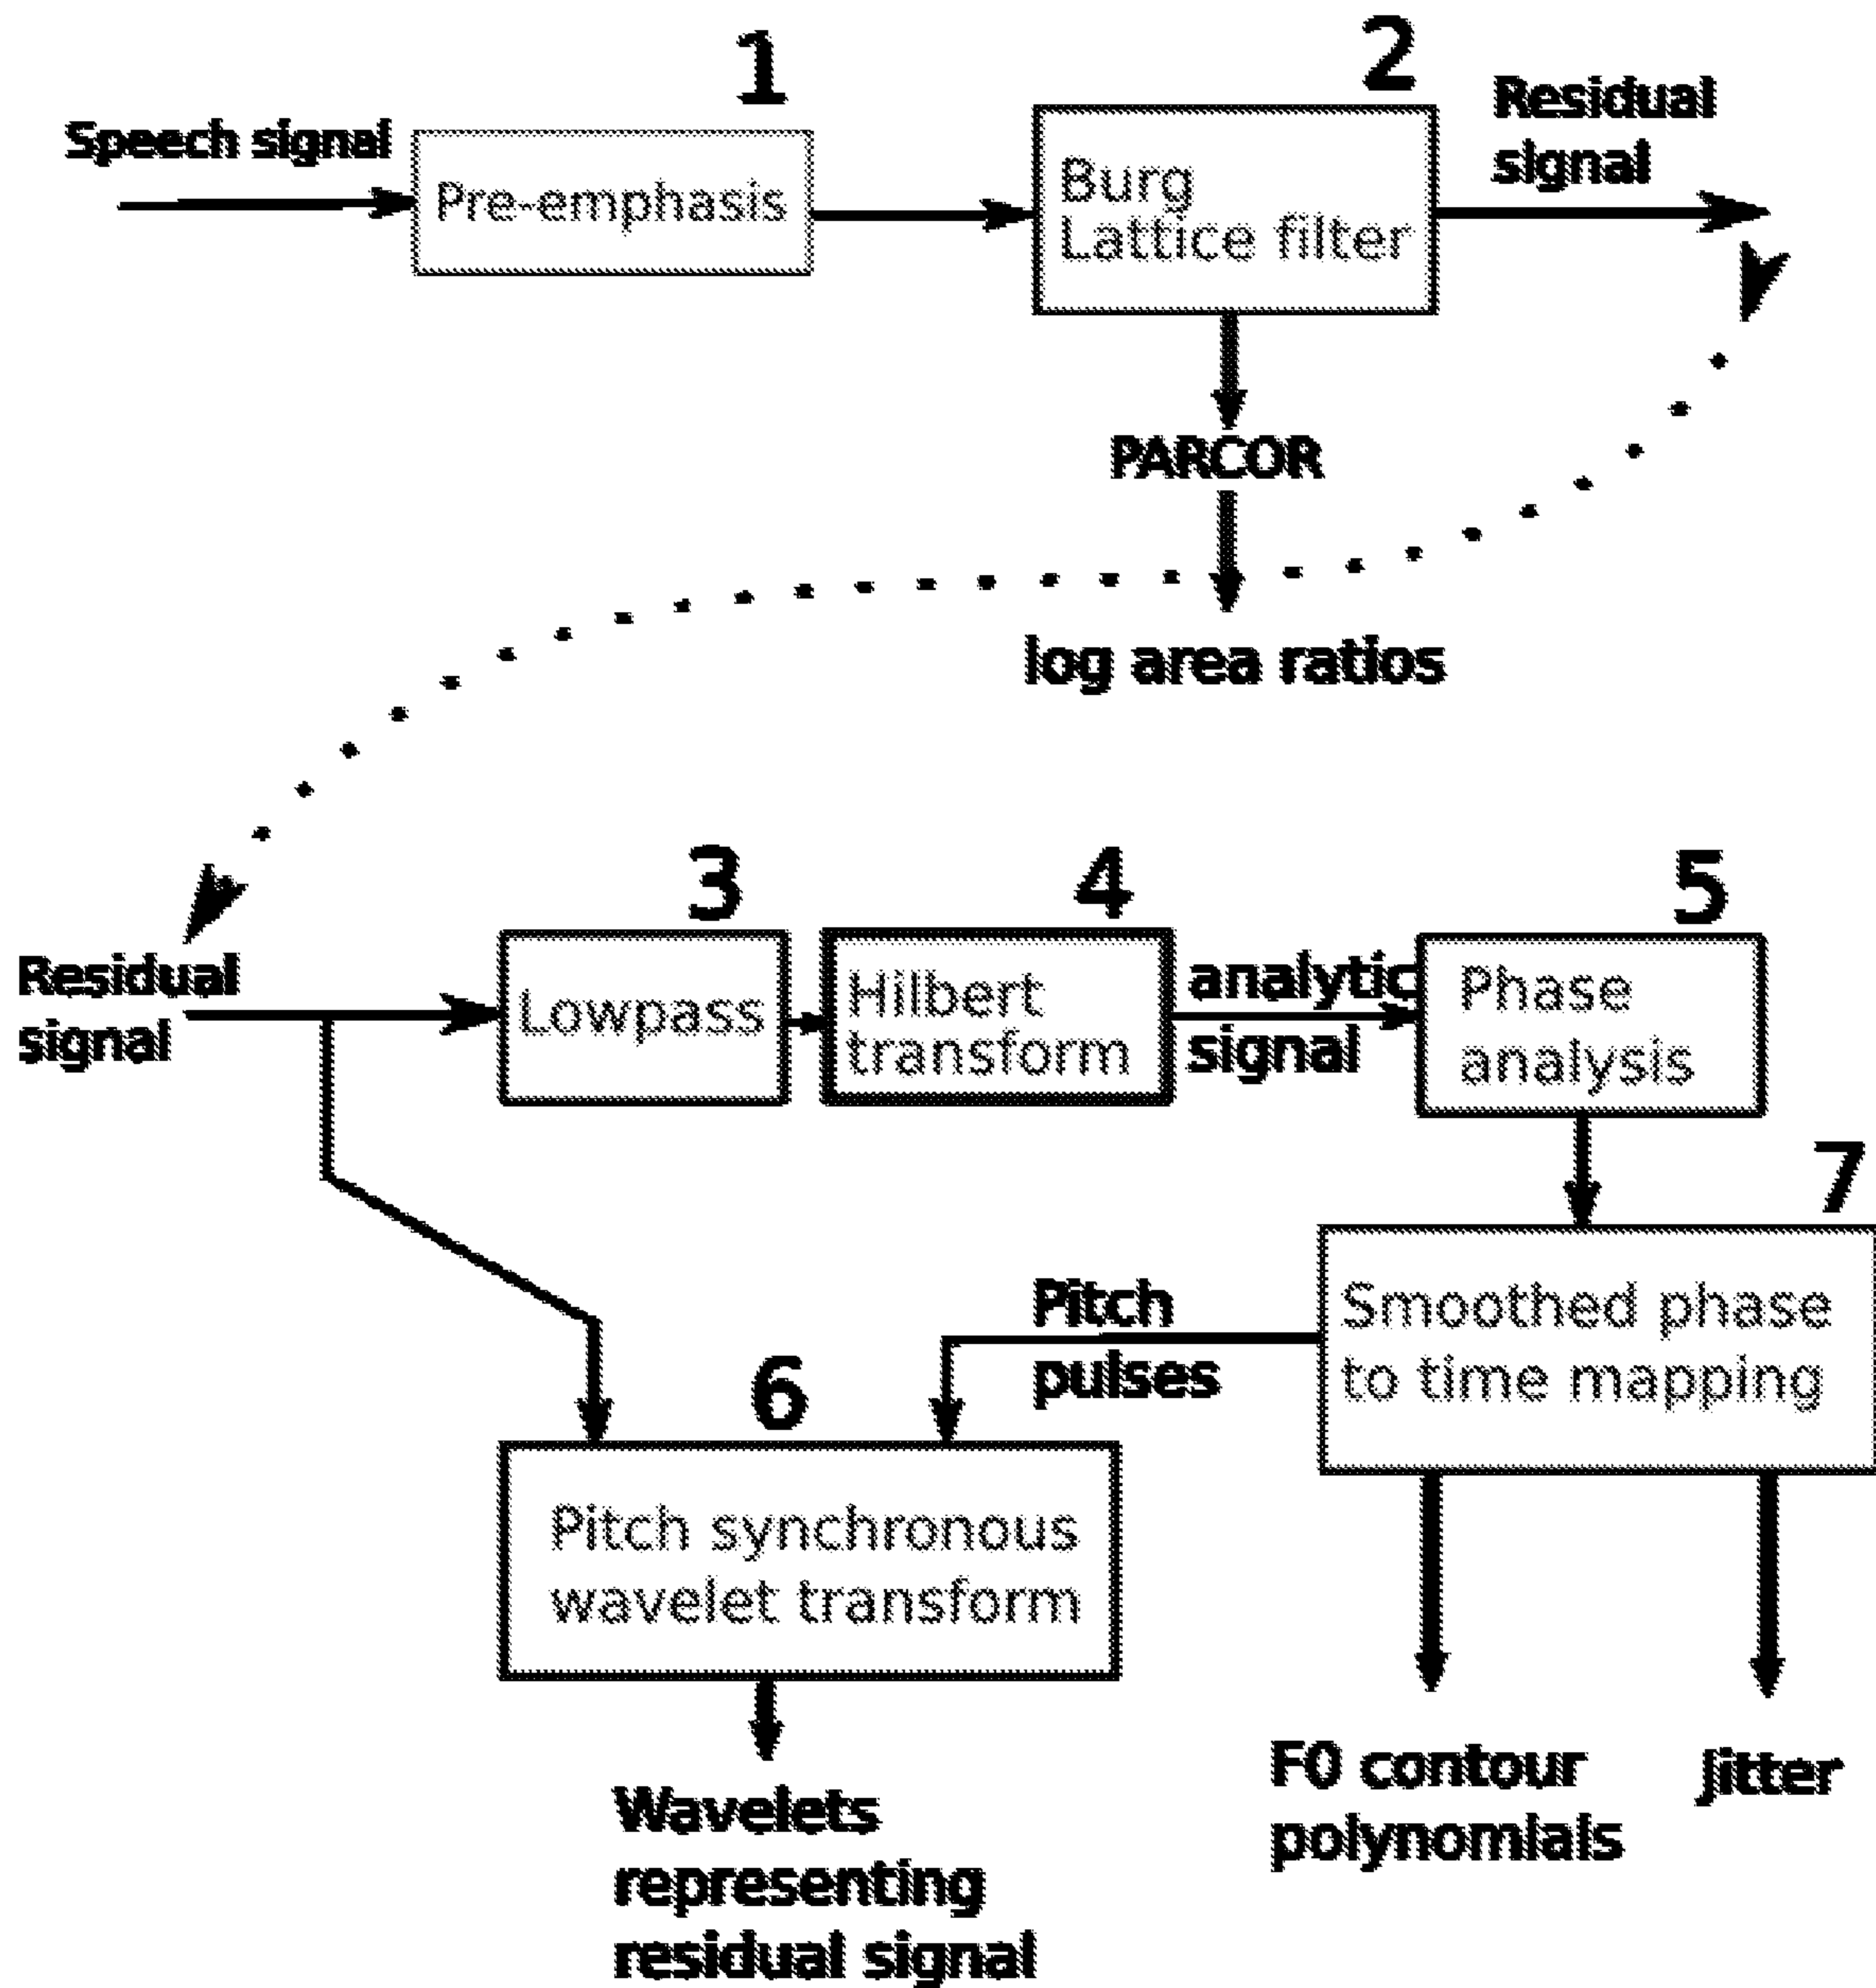 1
2
Speech signal
Pre-emphasis
Burg
Lattice filter
Residual
signal
PARCOR
log area ratios
3
4
5
Residual
signal
Lowpass
Hilbert
transform
analytic
signal
Phase
analysis
7
Smoothed phase
to time mapping
Pitch
pulses
6
Pitch synchronous
wavelet transform
F0 contour
polynomials
Jitter
Wavelets
representing
residual signal